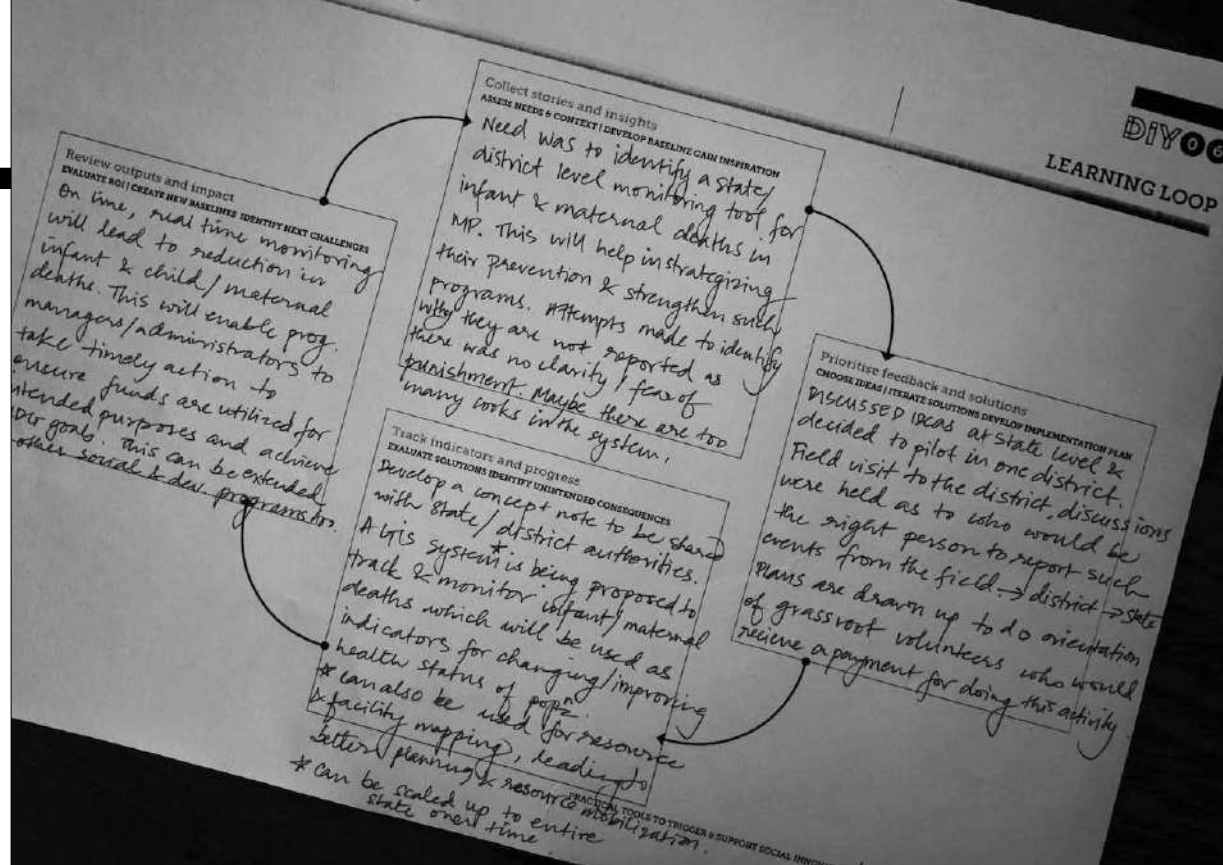 DIY06
LEARNING LOOP
Collect stories and insights
ASSESS NEEDS & CONTEXT | DEVELOP BASELINE GAIN INSPIRATION
Need was to identify a state/
district level monitoring tool for
infant & maternal deaths in
MP. This will help in strategizing
their prevention & strengthen such
programs. Attempts made to identify
why they are not reported as
there was no clarity / fear of
punishment. Maybe there are too
many cooks in the system.
Prioritise feedback and solutions
CHOOSE IDEAS | ITERATE SOLUTIONS DEVELOP IMPLEMENTATION PLAN
DISCUSSED IDEAS at State level &
decided to pilot in one district.
Field visit to the district, discussions
were held as to who would be
the right person to report such
events from the field → district → state
Plans are drawn up to do orientation
of grassroot volunteers who would
recieve a payment for doing this activity
Track indicators and progress
EVALUATE SOLUTIONS IDENTIFY UNINTENDED CONSEQUENCES
Develop a concept note to be shared
with State/district authorities.
A GIS system* is being proposed to
track & monitor infant/maternal
deaths which will be used as
indicators for changing/improving
health status of popn.
* can also be used for resource
& facility mapping, leading to
better planning & resource mobilization.
* can be scaled up to entire
state over time.
Review outputs and impact
EVALUATE ROI | CREATE NEW BASELINES IDENTIFY NEXT CHALLENGES
On time, real time monitoring
will lead to reduction in
infant & child/maternal
deaths. This will enable prog.
managers/administrators to
take timely action to
ensure funds are utilized for
intended purposes and achieve
goals. This can be extended
other social & dev. programs too.
PRACTICAL TOOLS TO TRIGGER & SUPPORT SOCIAL